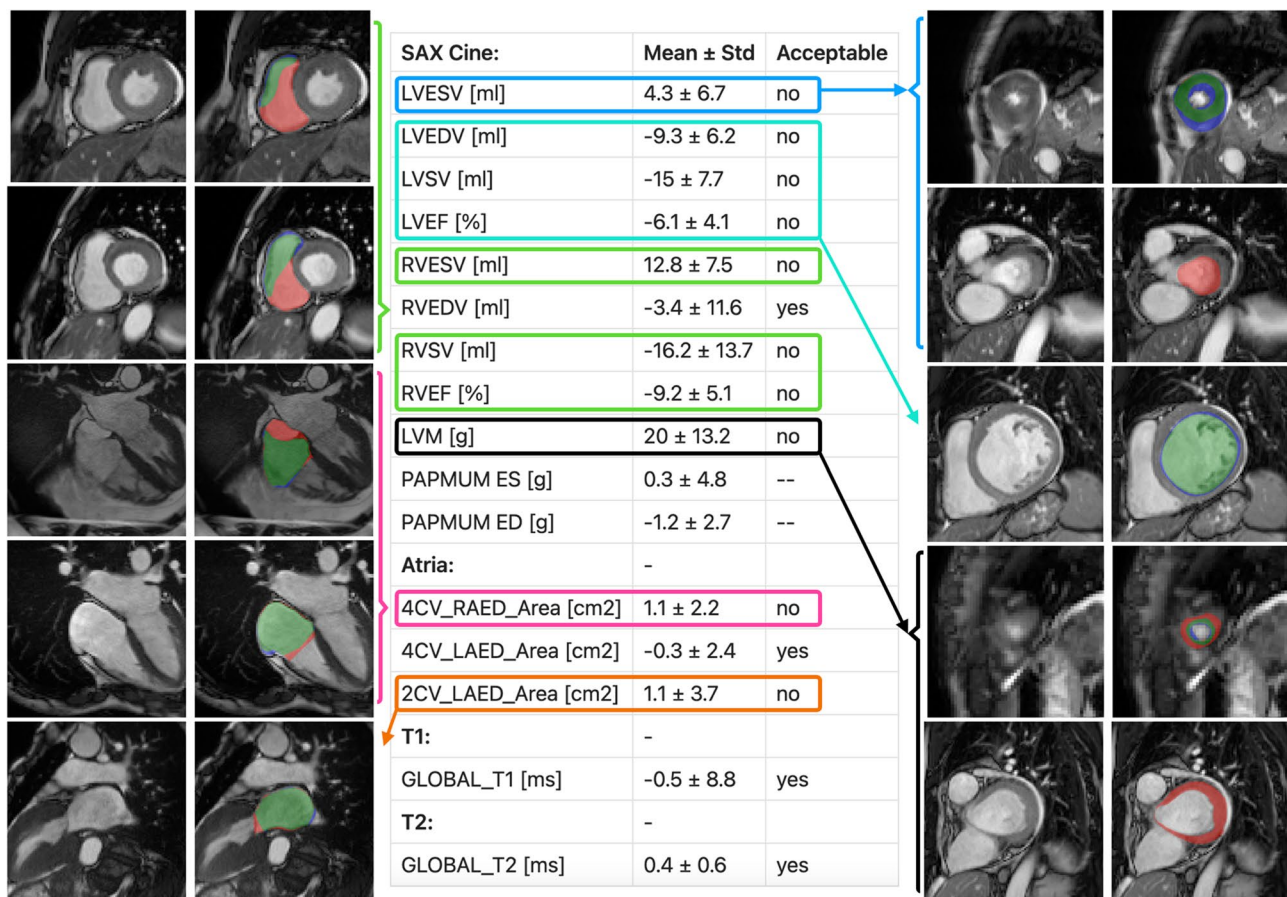 SAX Cine: Mean ± Std Acceptable
LVESV [ml] 4.3 ± 6.7 no
LVEDV [ml] -9.3 ± 6.2 no
LVSV [ml] -15 ± 7.7 no
LVEF [%] -6.1 ± 4.1 no
RVESV [ml] 12.8 ± 7.5 no
RVEDV [ml] -3.4 ± 11.6 yes
RVSV [ml] -16.2 ± 13.7 no
RVEF [%] -9.2 ± 5.1 no
LVM [g] 20 ± 13.2 no
PAPMUM ES [g] 0.3 ± 4.8 --
PAPMUM ED [g] -1.2 ± 2.7 --
Atria: -
4CV_RAED_Area [cm2] 1.1 ± 2.2 no
4CV_LAED_Area [cm2] -0.3 ± 2.4 yes
2CV_LAED_Area [cm2] 1.1 ± 3.7 no
T1: -
GLOBAL_T1 [ms] -0.5 ± 8.8 yes
T2: -
GLOBAL_T2 [ms] 0.4 ± 0.6 yes